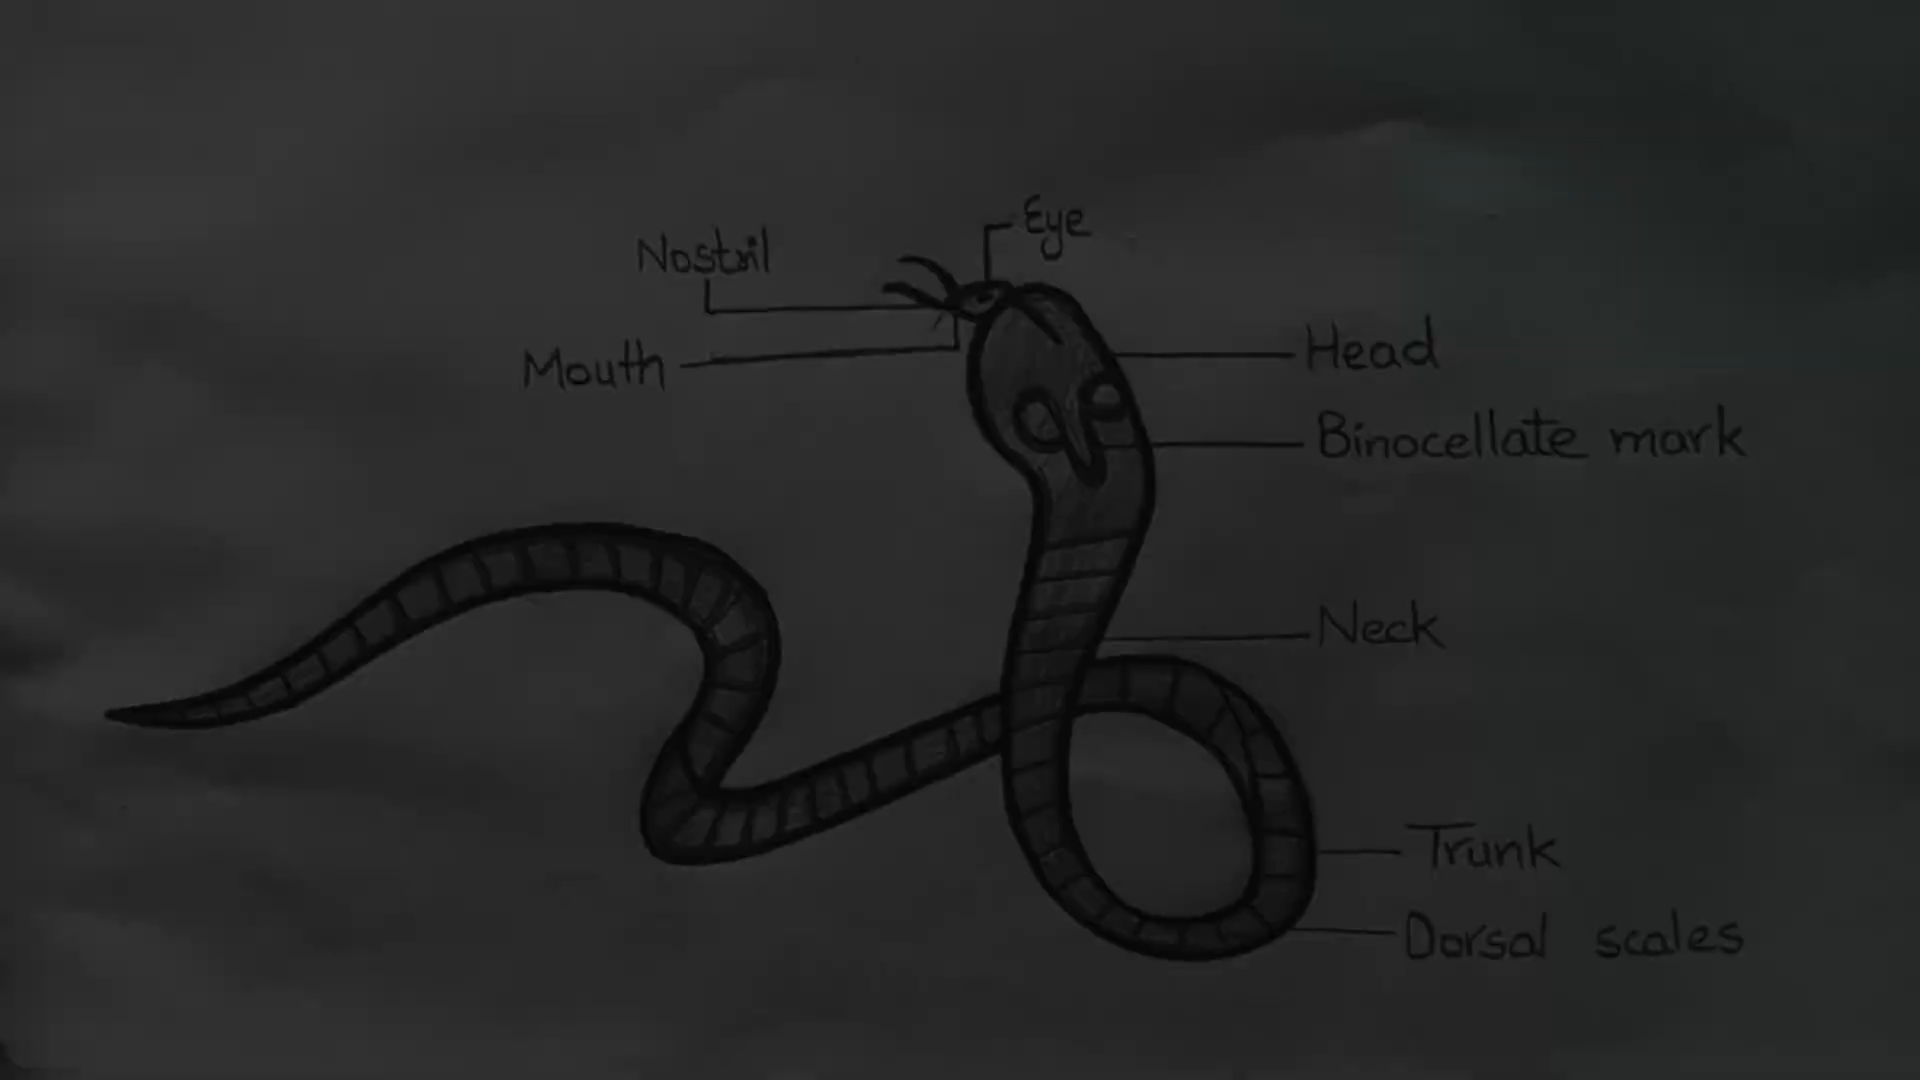 Eye
Nostril
Mouth
Head
Binocellate mark
Neck
Trunk
Dorsal scales